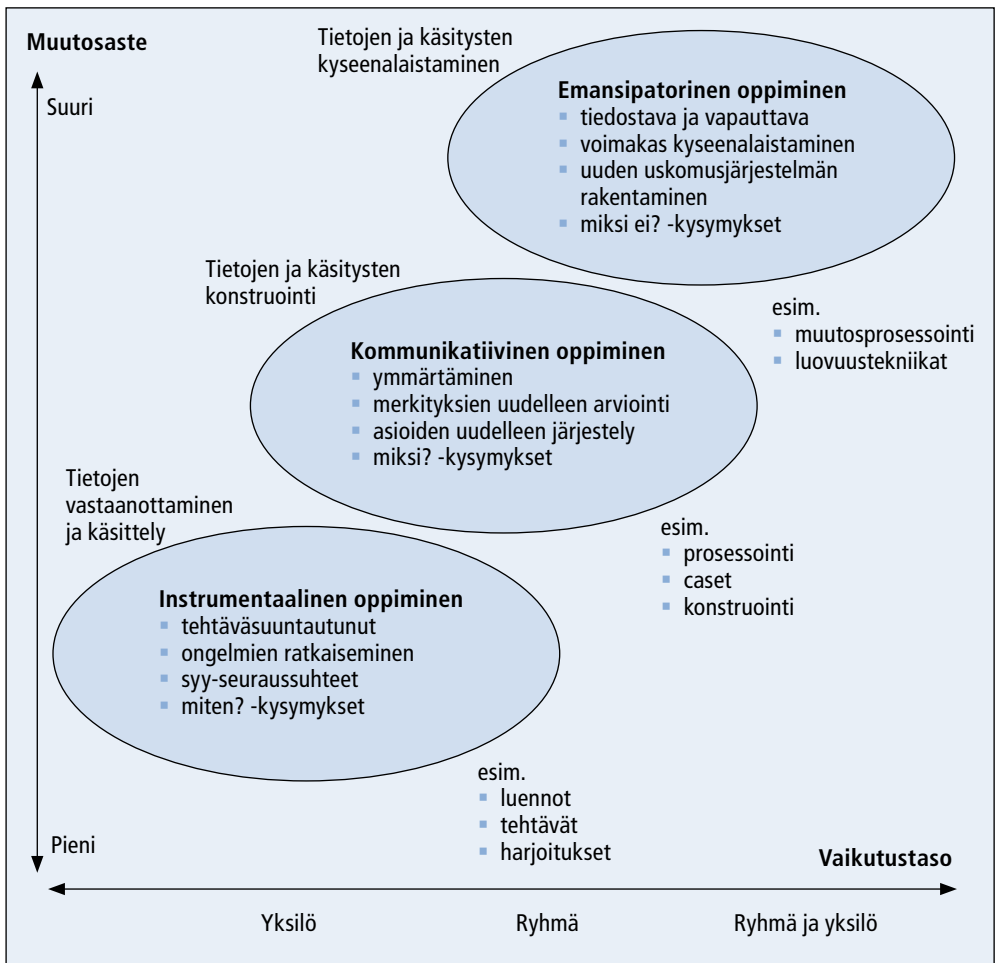 Muutosaste
Suuri
Tietojen ja käsitysten
kyseenalaistaminen
Emansipatorinen oppiminen
▪ tiedostava ja vapauttava
▪ voimakas kyseenalaistaminen
▪ uuden uskomusjärjestelmän
rakentaminen
▪ miksi ei? -kysymykset
esim.
▪ muutosprosessointi
▪ luovuustekniikat
Tietojen ja käsitysten
konstruointi
Kommunikatiivinen oppiminen
▪ ymmärtäminen
▪ merkityksien uudelleen arviointi
▪ asioiden uudelleen järjestely
▪ miksi? -kysymykset
esim.
▪ prosessointi
▪ caset
▪ konstruointi
Tietojen
vastaanottaminen
ja käsittely
Instrumentaalinen oppiminen
▪ tehtäväsuuntautunut
▪ ongelmien ratkaiseminen
▪ syy-seuraussuhteet
▪ miten? -kysymykset
esim.
▪ luennot
▪ tehtävät
▪ harjoitukset
Pieni
Vaikutustaso
Yksilö
Ryhmä
Ryhmä ja yksilö